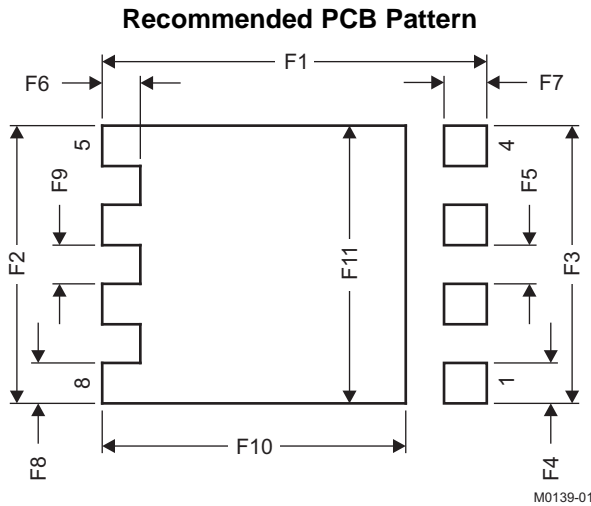 Recommended PCB Pattern
F1
F6
F7
5
4
F9
F5
F2
F11
F3
8
1
F10
F8
F4
M0139-01